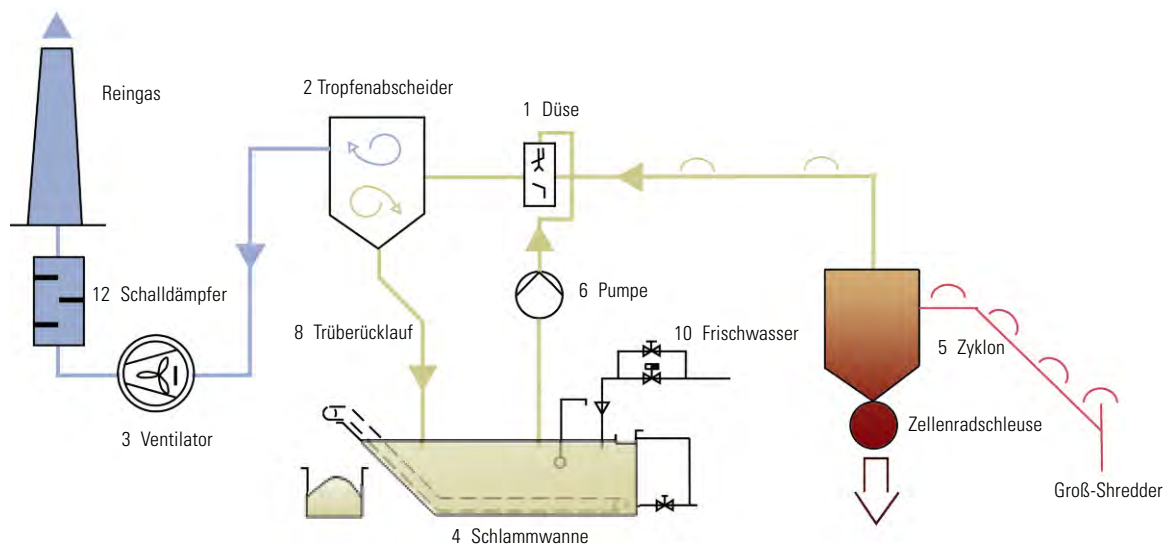 Reingas
2 Tropfenabscheider
1 Düse
12 Schalldämpfer
8 Trüberücklauf
6 Pumpe
10 Frischwasser
5 Zyklon
3 Ventilator
Zellenradschleuse
Groß-Shredder
4 Schlammwanne